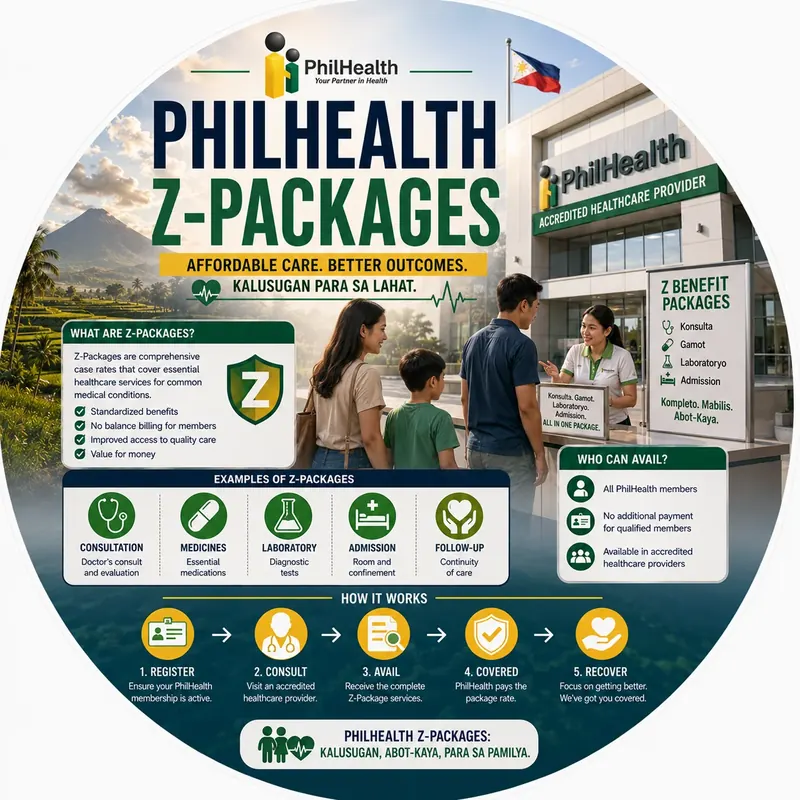 PhilHealth
Your Partner in Health
PHILHEALTH
Z-PACKAGES
AFFORDABLE CARE. BETTER OUTCOMES.
KALUSUGAN PARA SA LAHAT.
PhilHealth
ACCREDITED HEALTHCARE PROVIDER
Z BENEFIT
PACKAGES
Konsulta
Gamot
Laboratoryo
Admission
Kompleto. Mabilis.
Abot-Kaya.
Konsulta. Gamot.
Laboratoryo.
Admission.
ALL IN ONE PACKAGE.
WHAT ARE Z-PACKAGES?
Z-Packages are comprehensive
case rates that cover essential
healthcare services for common
medical conditions.
Standardized benefits
No balance billing for members
Improved access to quality care
Value for money
Z
WHO CAN AVAIL?
All PhilHealth members
No additional payment
for qualified members
Available in accredited
healthcare providers
EXAMPLES OF Z-PACKAGES
CONSULTATION
Doctor's consult
and evaluation
MEDICINES
Essential
medications
LABORATORY
Diagnostic
tests
ADMISSION
Room and
confinement
FOLLOW-UP
Continuity
of care
HOW IT WORKS
1. REGISTER
Ensure your PhilHealth
membership is active.
2. CONSULT
Visit an accredited
healthcare provider.
3. AVAIL
Receive the complete
Z-Package services.
4. COVERED
PhilHealth pays the
package rate.
5. RECOVER
Focus on getting better.
We've got you covered.
PHILHEALTH Z-PACKAGES:
KALUSUGAN, ABOT-KAYA, PARA SA PAMILYA.